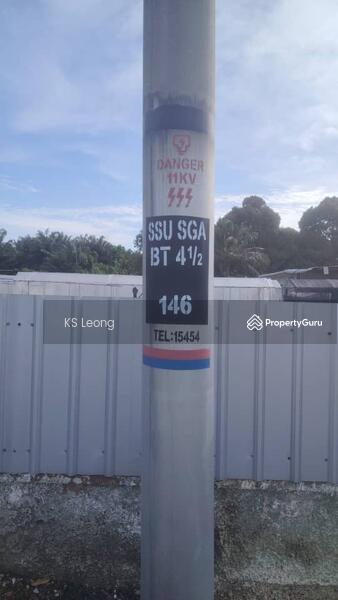 DANGER
11KV
SSU SGA
BT 4½
146
TEL:15454
KS Leong
PropertyGuru